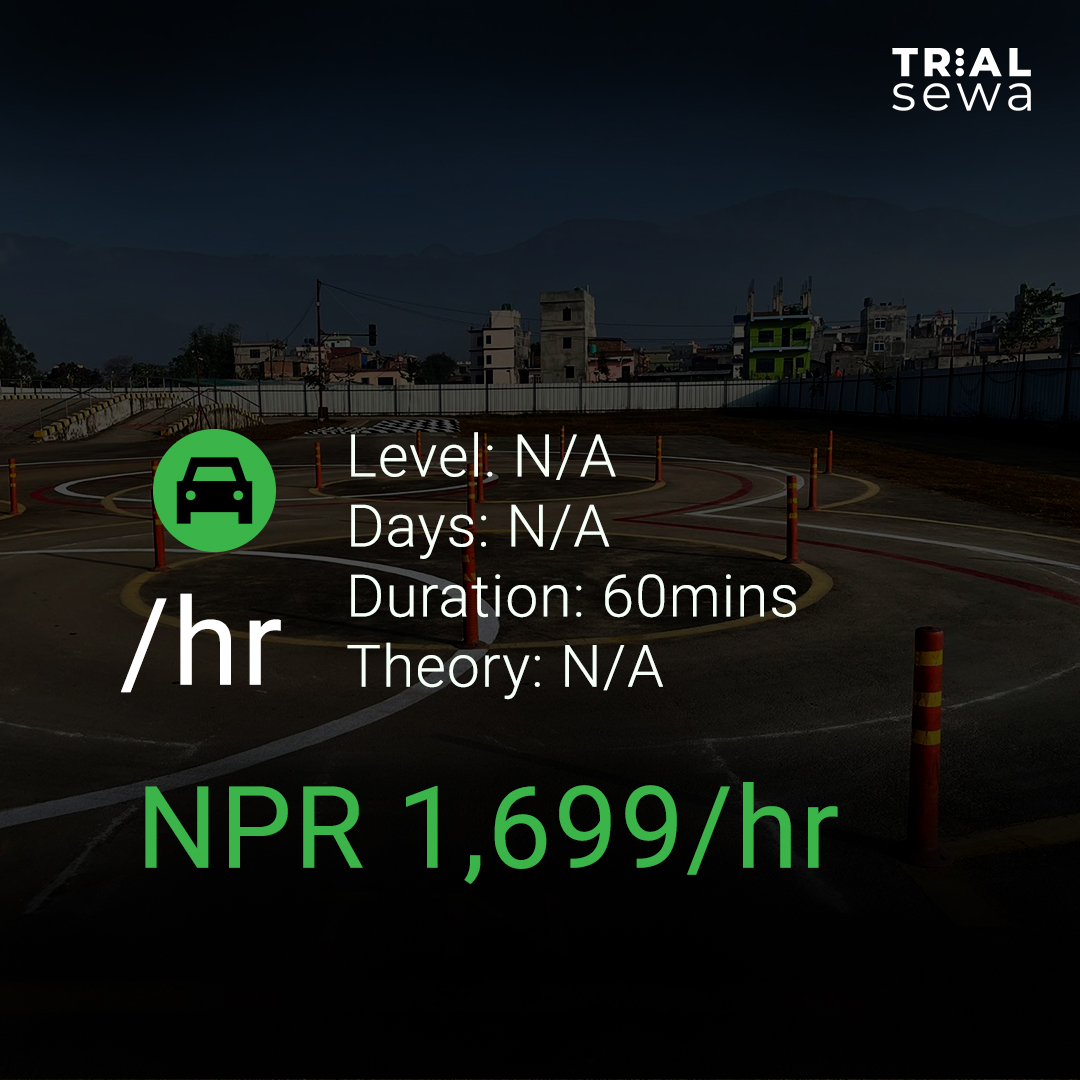 TRIAL
sewa
Level: N/A
Days: N/A
Duration: 60mins
Theory: N/A
/hr
NPR 1,699/hr